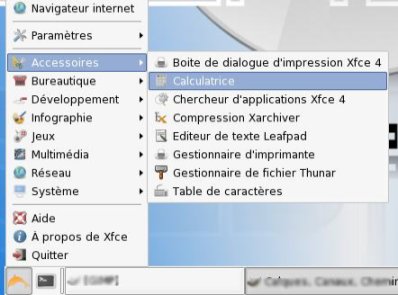 Navigateur internet
Paramètres
Accessoires
Bureautique
Développement
Infographie
Jeux
Multimédia
Réseau
Système
Aide
À propos de Xfce
Quitter
Boite de dialogue d'impression Xfce 4
Calculatrice
Chercheur d'applications Xfce 4
Compression Xarchiver
Editeur de texte Leafpad
Gestionnaire d'imprimante
Gestionnaire de fichier Thunar
Table de caractères
[GIMP]
Calques, Canaux, Chemin